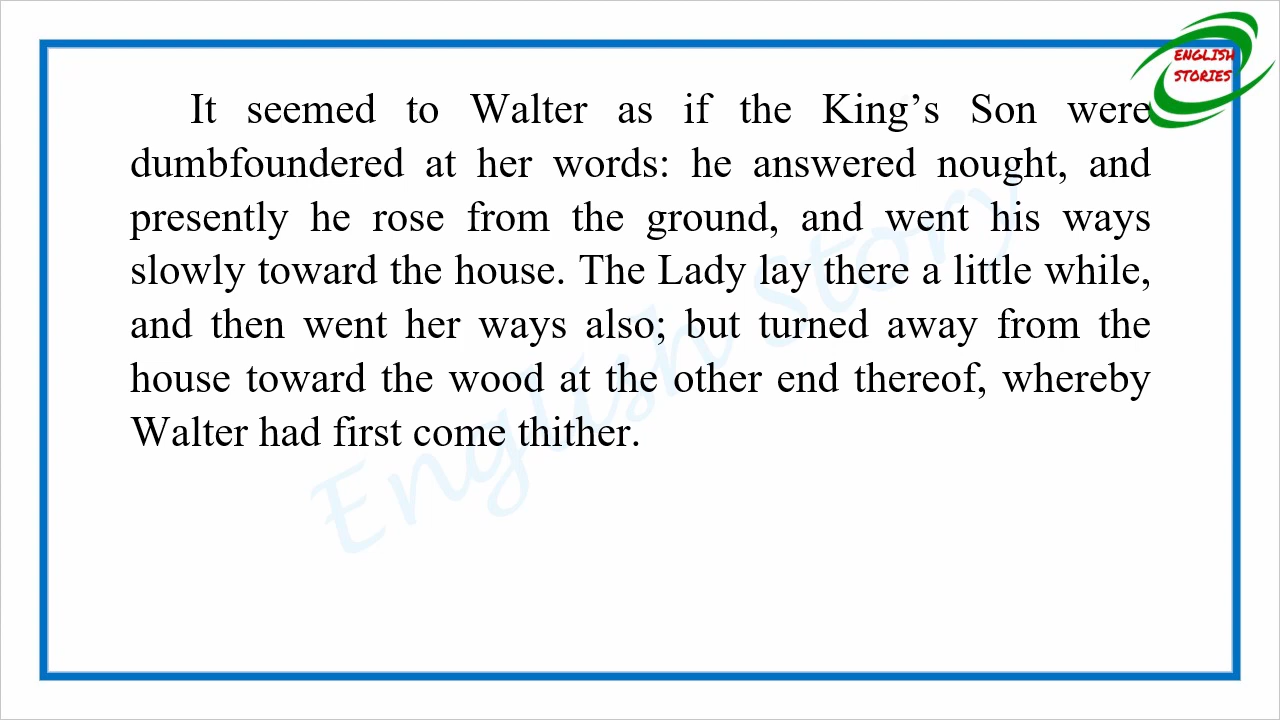 ENGLISH
STORIES
It seemed to Walter as if the King’s Son were
dumbfoundered at her words: he answered nought, and
presently he rose from the ground, and went his ways
slowly toward the house. The Lady lay there a little while,
and then went her ways also; but turned away from the
house toward the wood at the other end thereof, whereby
Walter had first come thither.
English Story